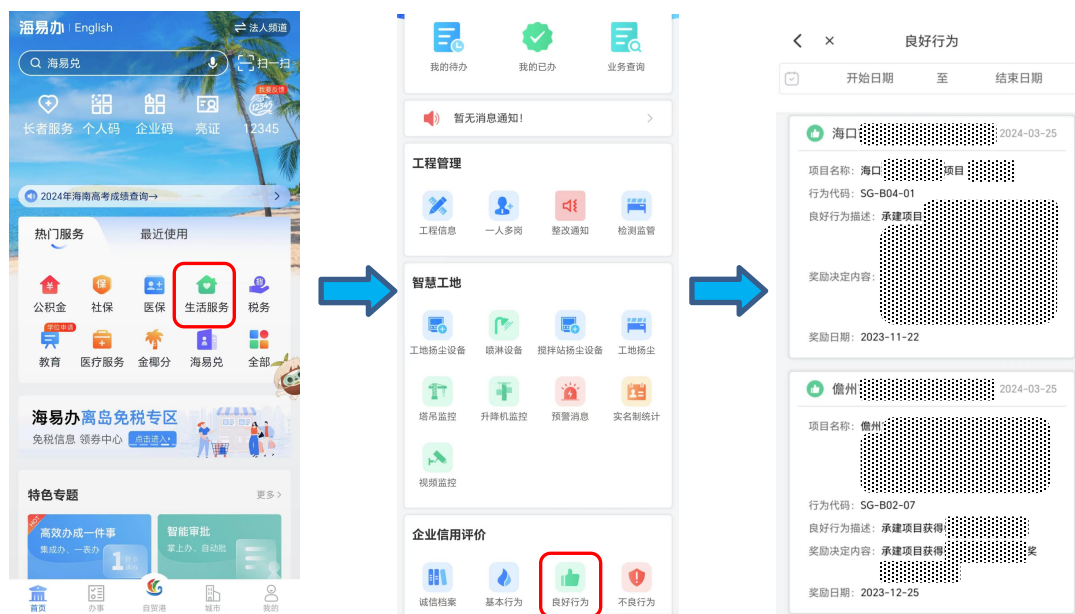 海易办 English
法人频道
海易兑
扫一扫
我要反馈
长者服务 个人码 企业码 亮证 12345
2024年海南高考成绩查询→
热门服务 最近使用
公积金 社保 医保 生活服务 税务
学位申请
教育 医疗服务 金椰分 海易兑 全部
海易办离岛免税专区
免税信息 领券中心 点击进入
特色专题 更多
HOT
高效办成一件事
集成办、一表办
智能审批
掌上办、自动批
首页 办事 自贸港 城市 我的
我的待办 我的已办 业务查询
暂无消息通知!
工程管理
工程信息 一人多岗 整改通知 检测监管
智慧工地
工地扬尘设备 喷淋设备 搅拌站扬尘设备 工地扬尘
塔吊监控 升降机监控 预警消息 实名制统计
视频监控
企业信用评价
诚信档案 基本行为 良好行为 不良行为
良好行为
开始日期 至 结束日期
海口 2024-03-25
项目名称: 海口 项目
行为代码: SG-B04-01
良好行为描述: 承建项目
奖励决定内容:
奖励日期: 2023-11-22
儋州 2024-03-25
项目名称: 儋州
行为代码: SG-B02-07
良好行为描述: 承建项目获得
奖励决定内容: 承建项目获得 奖
奖励日期: 2023-12-25